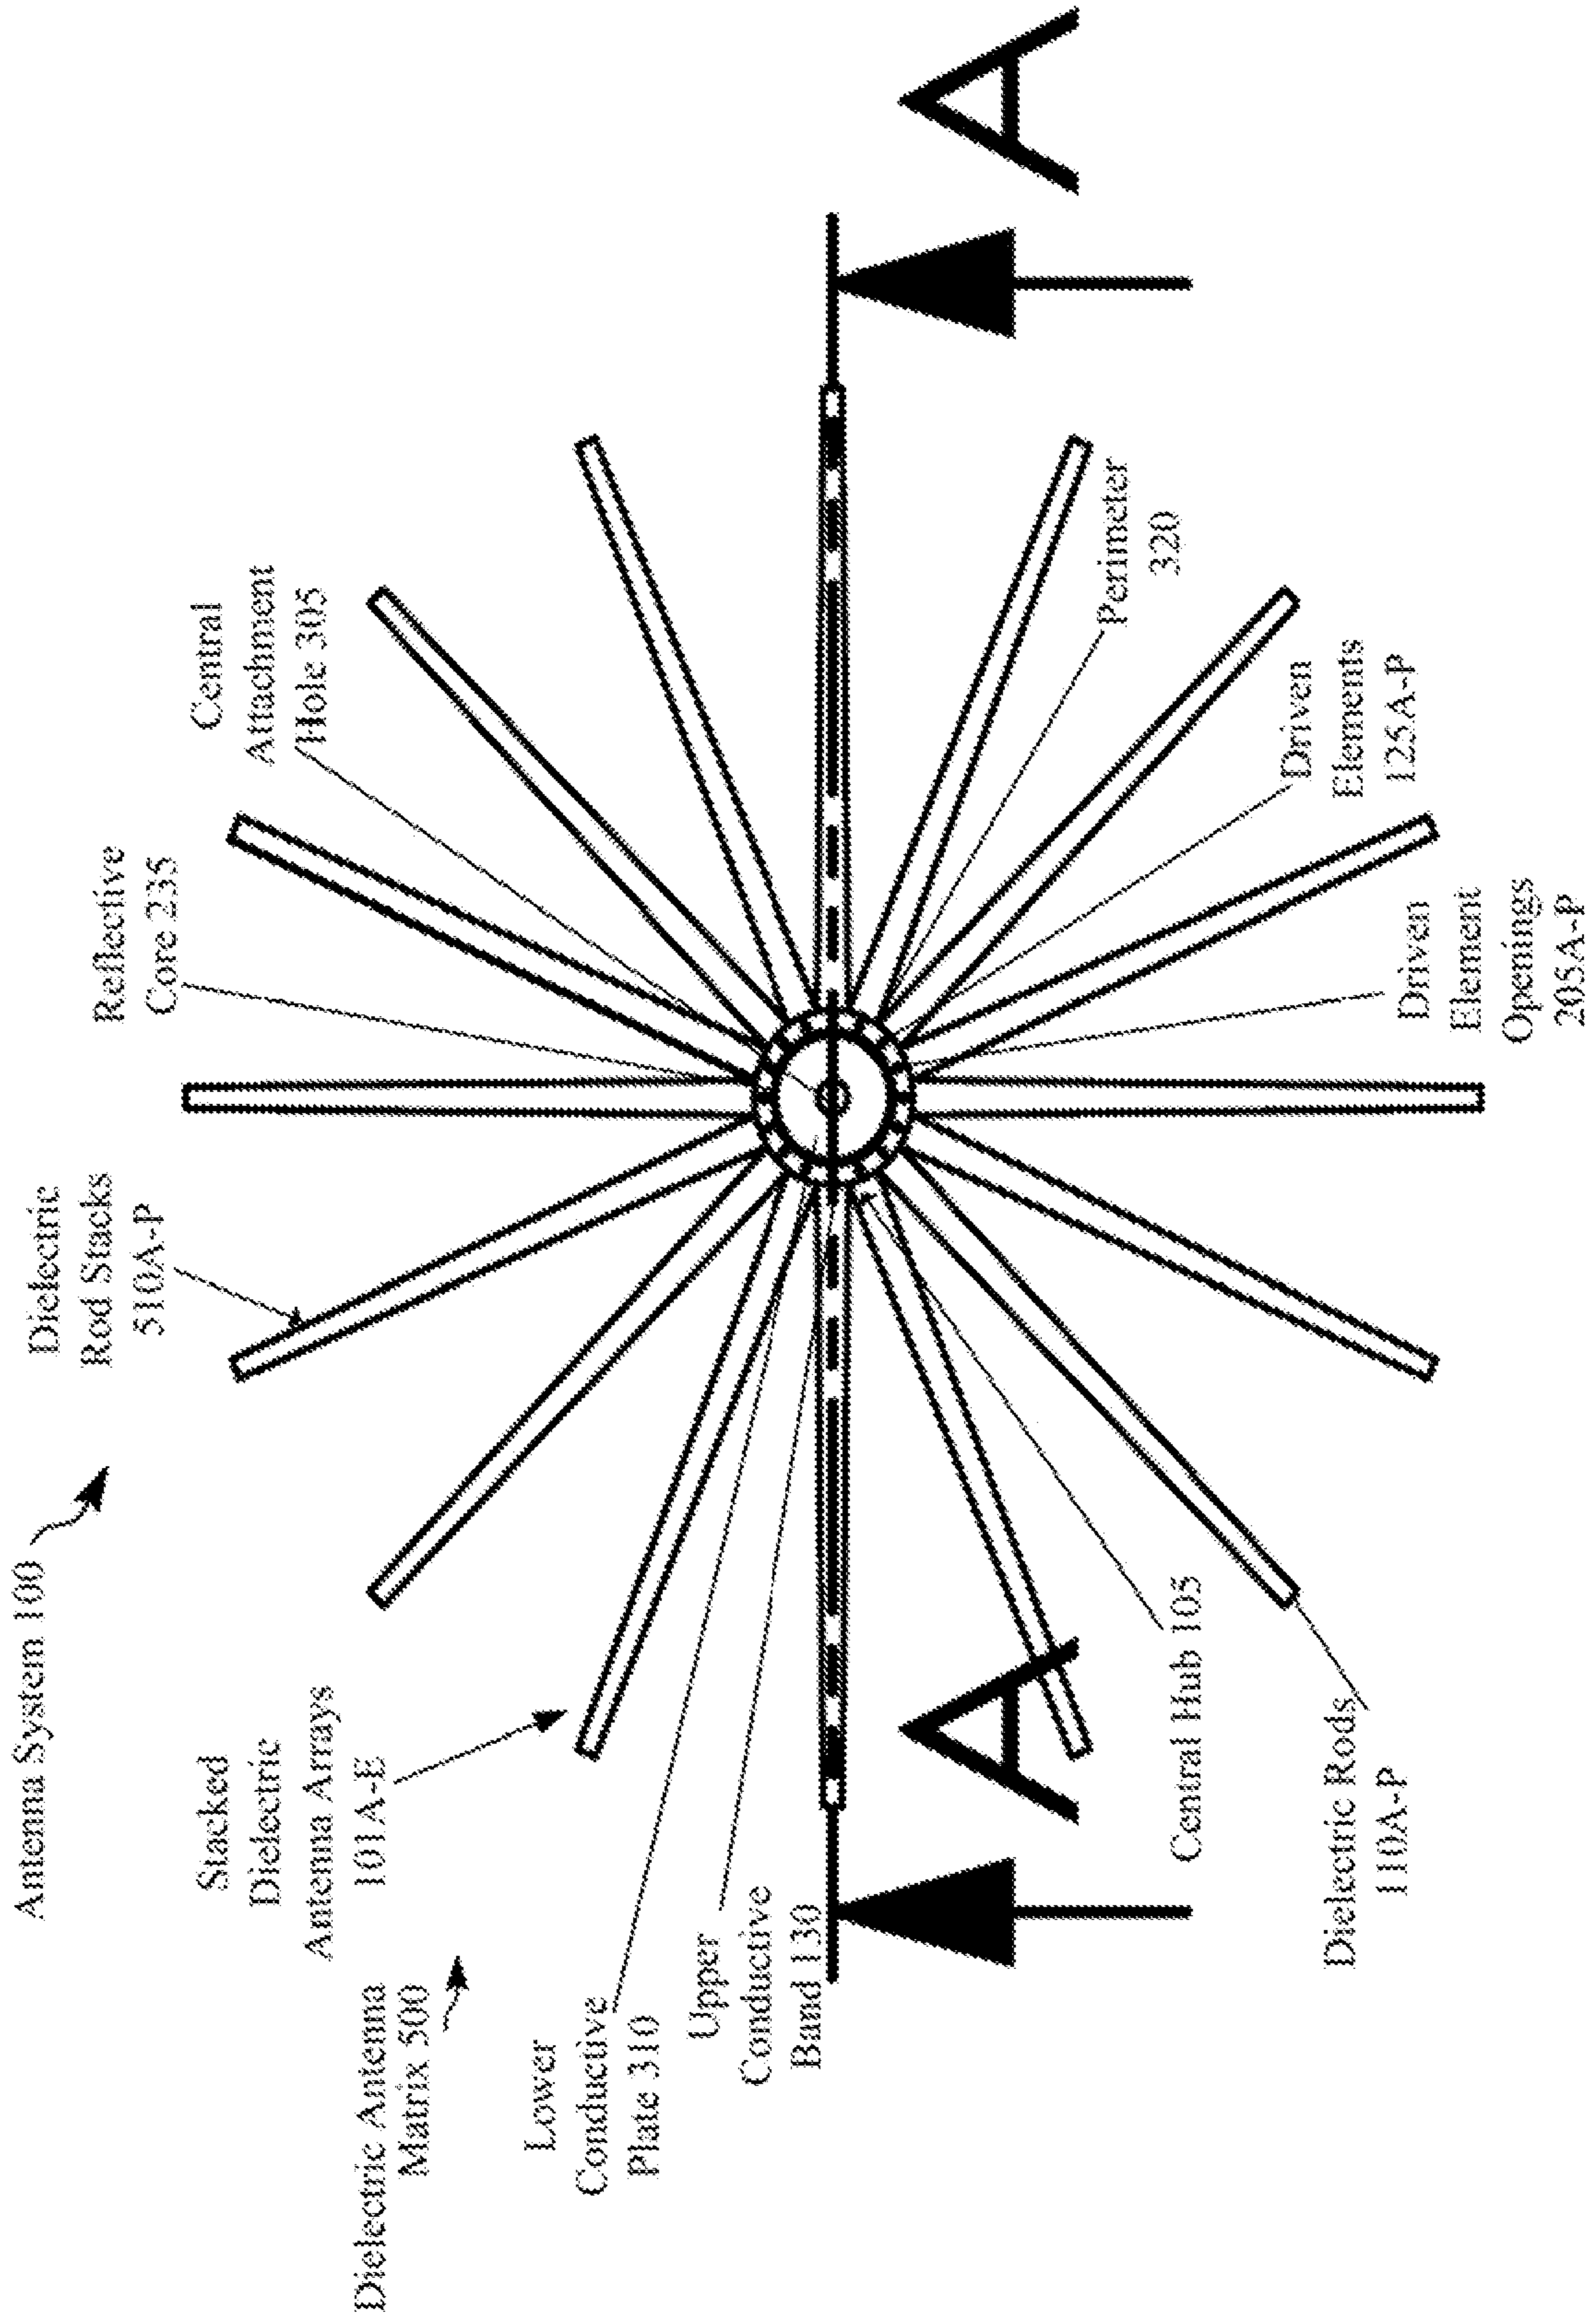 Antenna System 100
Dielectric
Rod Stacks
510A-P
Reflective
Core 235
Central
Attachment
Hole 305
Stacked
Dielectric
Antenna Arrays
101A-E
Dielectric Antenna
Matrix 500
Lower
Conductive
Plate 310
Upper
Conductive
Band 130
A
A
Perimeter
320
Driven
Elements
125A-P
Driven
Element
Openings
205A-P
Central Hub 105
Dielectric Rods
110A-P